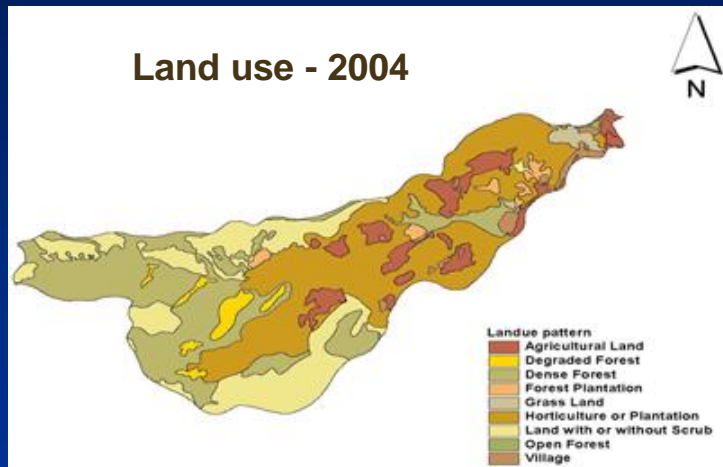 Land use - 2004
N
Landue pattern
Agricultural Land
Degraded Forest
Dense Forest
Forest Plantation
Grass Land
Horticulture or Plantation
Land with or without Scrub
Open Forest
Village